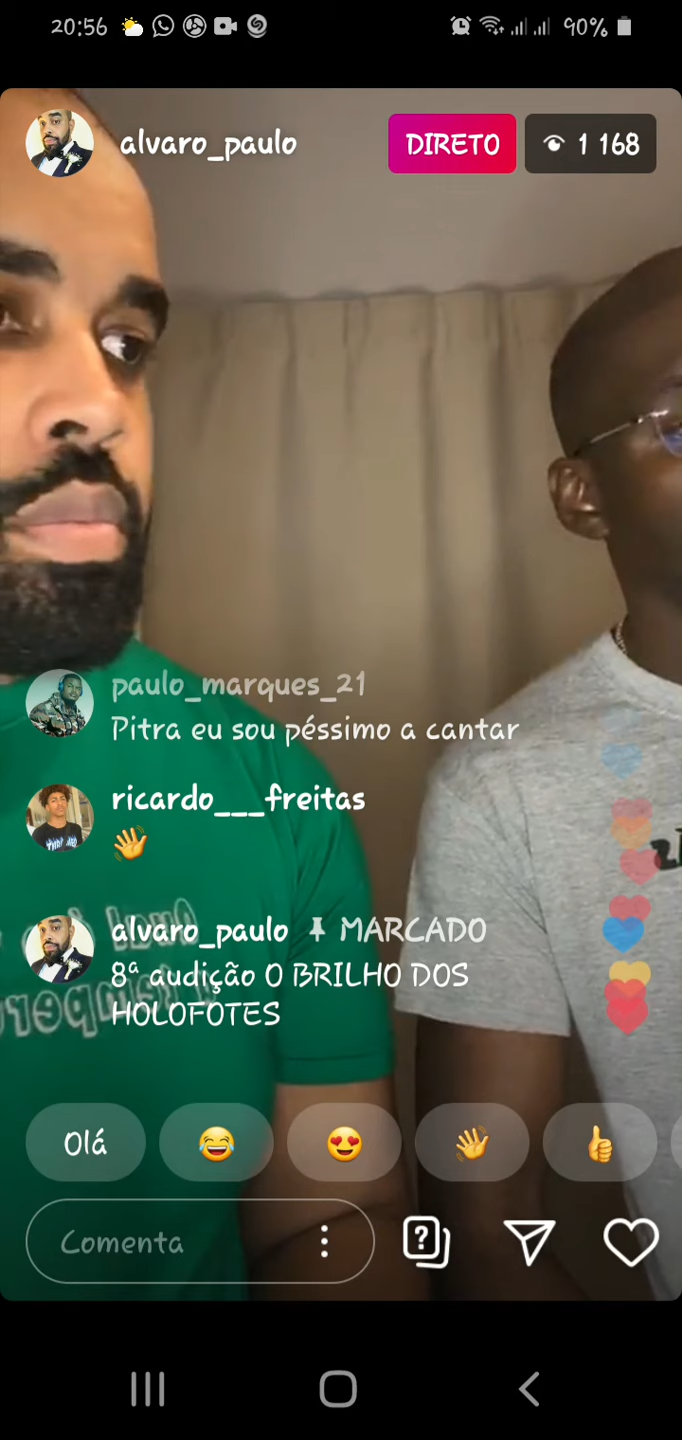 20:56
90%
alvaro_paulo
DIRETO
1 168
paulo_marques_21
Pitra eu sou péssimo a cantar
ricardo___freitas
alvaro_paulo MARCADO
8ª audição O BRILHO DOS
HOLOFOTES
Olá
Comenta